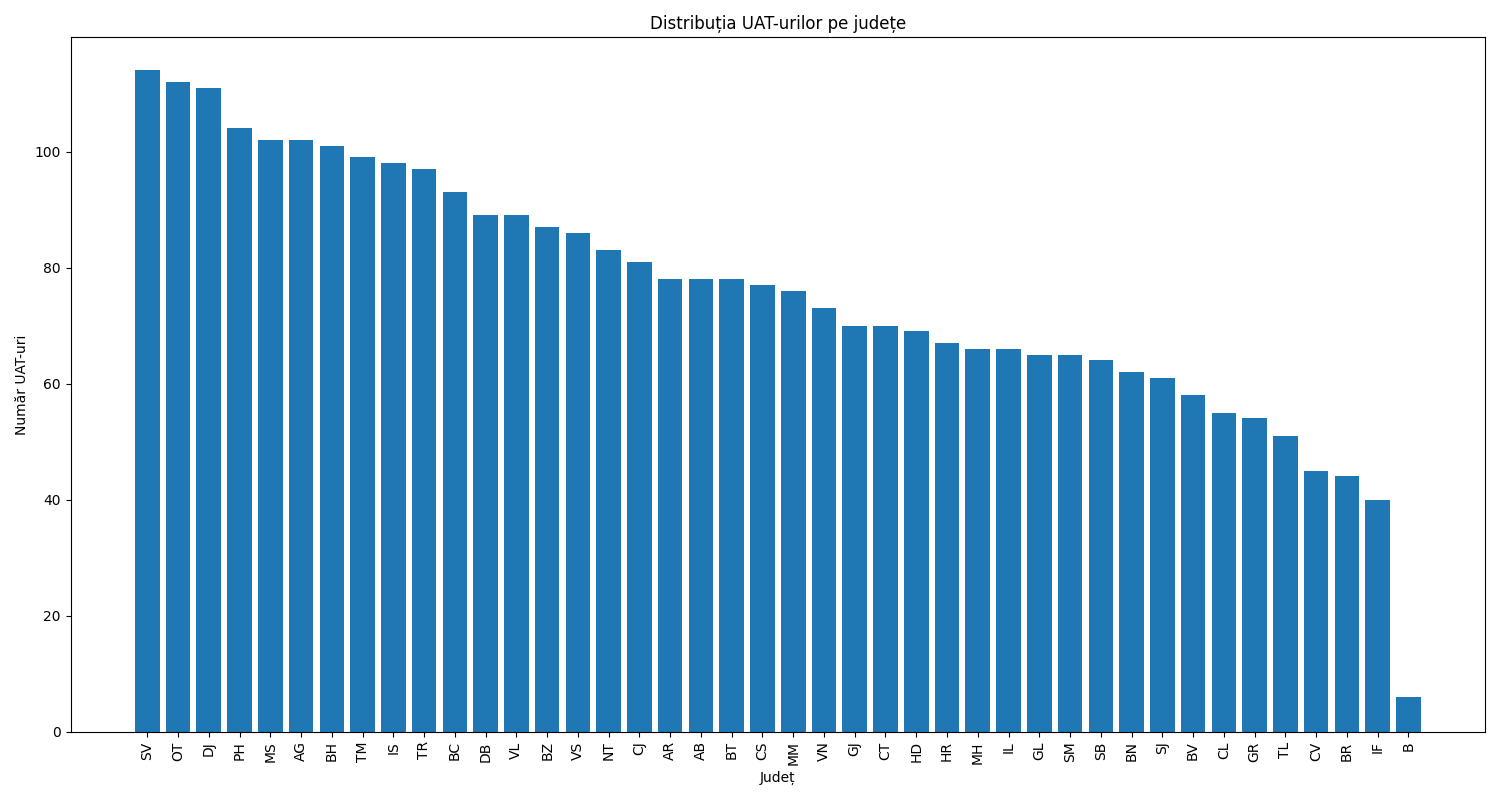 Distribuția UAT-urilor pe județe
Număr UAT-uri
100
80
60
40
20
0
SV OT DJ PH MS AG BH TM IS TR BC DB VL BZ VS NT CJ AR AB BT CS MM VN GJ CT HD HR MH IL GL SM SB BN SJ BV CL GR TL CV BR IF B
Județ